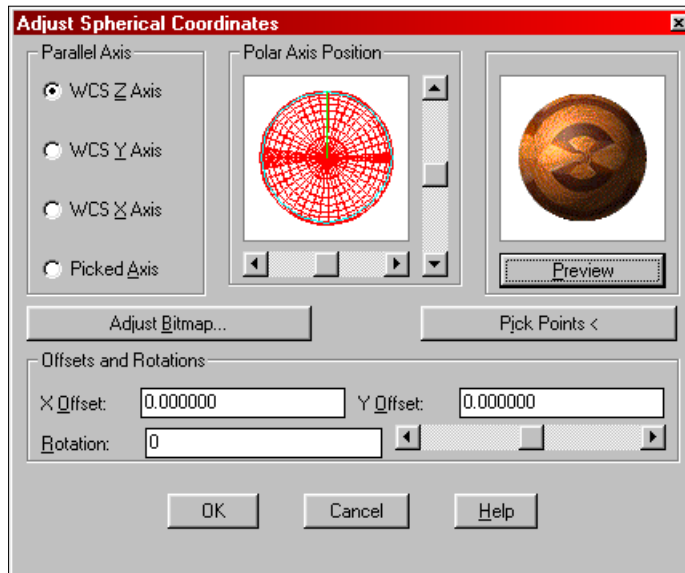 Adjust Spherical Coordinates
Parallel Axis
WCS Z Axis
WCS Y Axis
WCS X Axis
Picked Axis
Polar Axis Position
Preview
Adjust Bitmap...
Pick Points <
Offsets and Rotations
X Offset: 0.000000 Y Offset: 0.000000
Rotation: 0
OK Cancel Help